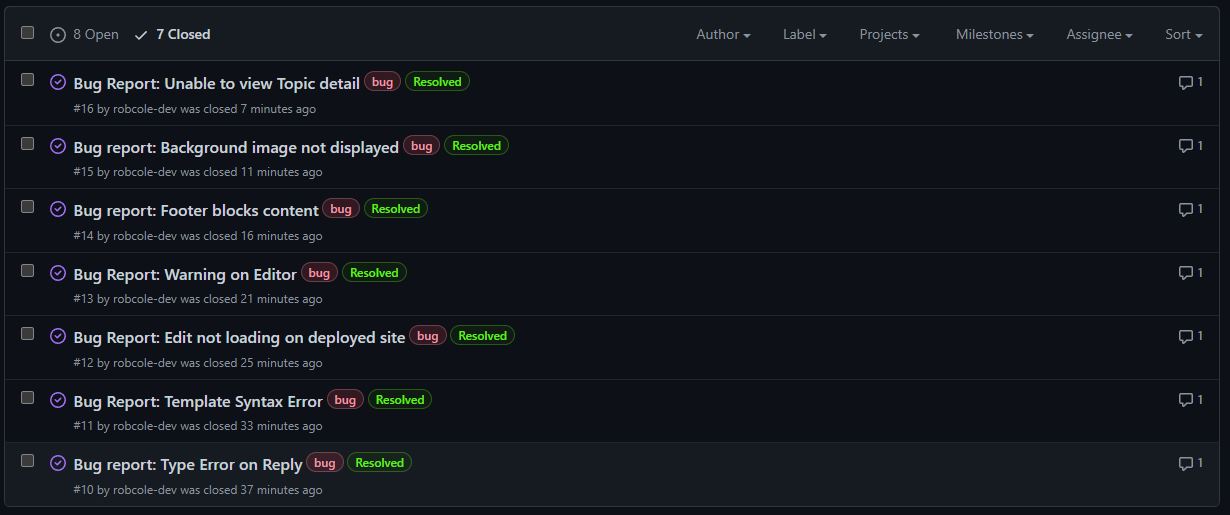 8 Open 7 Closed Author Label Projects Milestones Assignee Sort
Bug Report: Unable to view Topic detail bug Resolved 1
#16 by robcole-dev was closed 7 minutes ago
Bug report: Background image not displayed bug Resolved 1
#15 by robcole-dev was closed 11 minutes ago
Bug report: Footer blocks content bug Resolved 1
#14 by robcole-dev was closed 16 minutes ago
Bug Report: Warning on Editor bug Resolved 1
#13 by robcole-dev was closed 21 minutes ago
Bug Report: Edit not loading on deployed site bug Resolved 1
#12 by robcole-dev was closed 25 minutes ago
Bug Report: Template Syntax Error bug Resolved 1
#11 by robcole-dev was closed 33 minutes ago
Bug report: Type Error on Reply bug Resolved 1
#10 by robcole-dev was closed 37 minutes ago